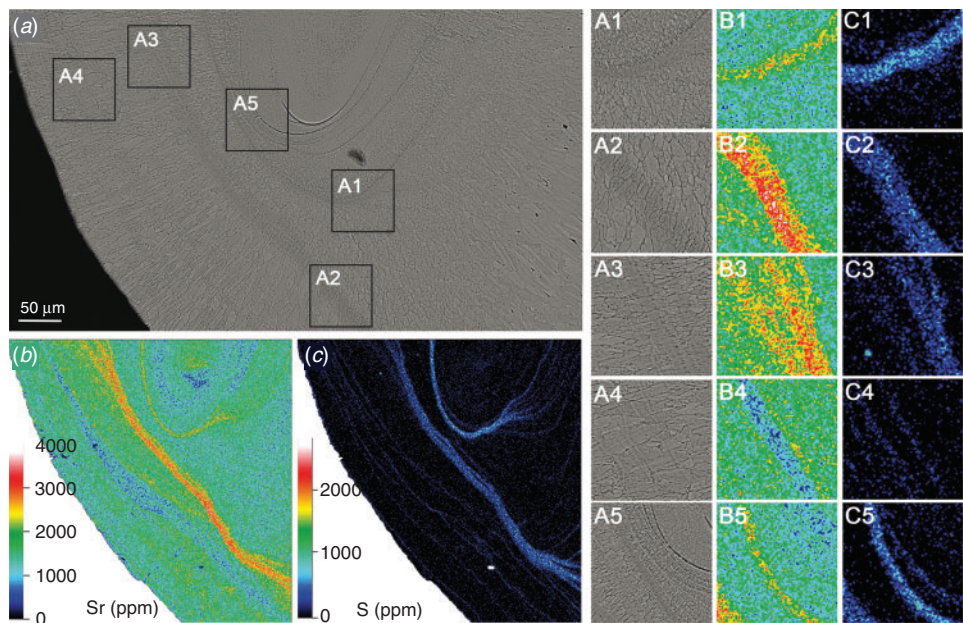 (a)
A3
A4
A5
A1
A2
50 μm
(b)
4000
3000
2000
1000
0
Sr (ppm)
(c)
2000
1000
0
S (ppm)
A1
B1
C1
A2
B2
C2
A3
B3
C3
A4
B4
C4
A5
B5
C5